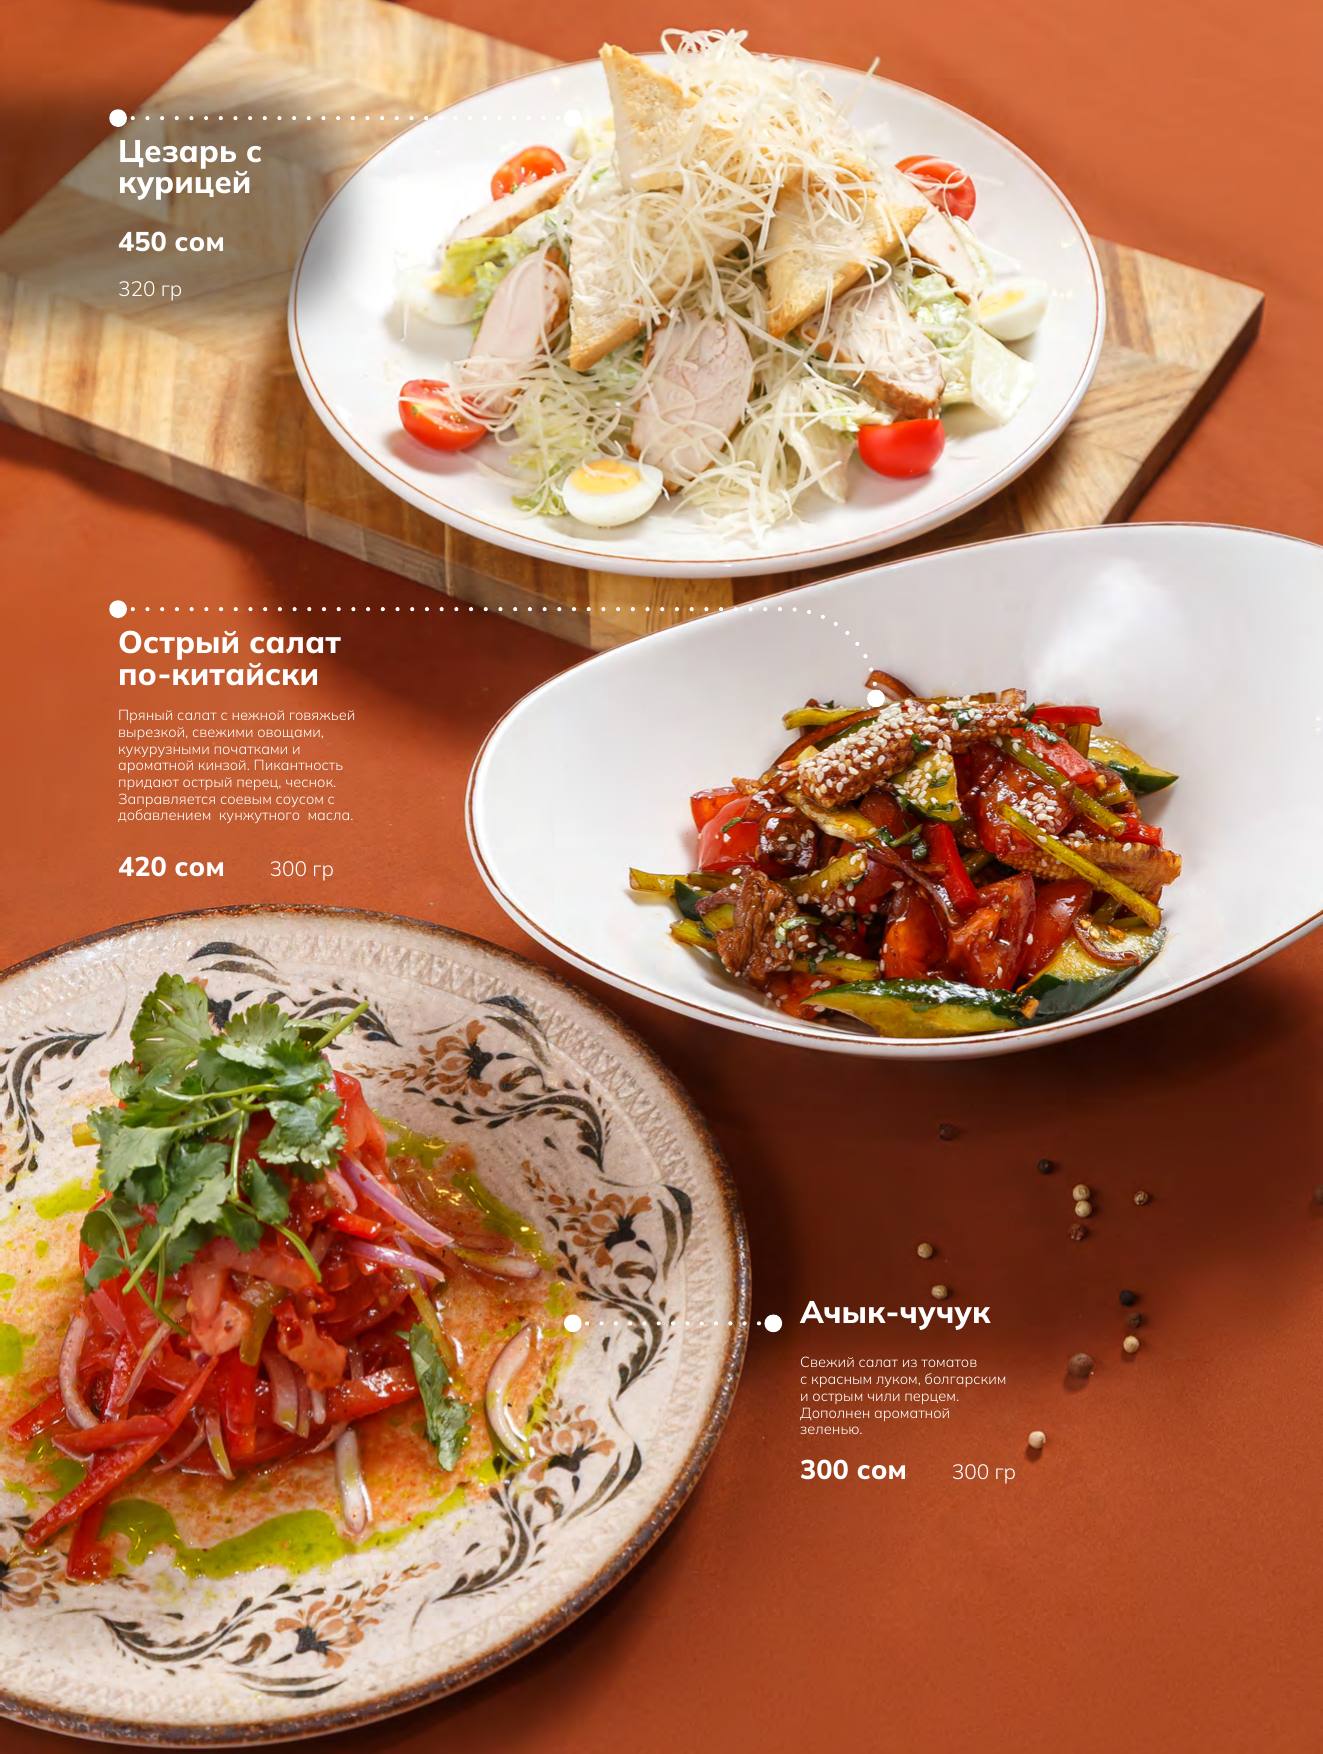 Цезарь с
курицей
450 сом
320 гр
Острый салат
по-китайски
Пряный салат с нежной говяжьей
вырезкой, свежими овощами,
кукурузными початками и
ароматной кинзой. Пикантность
придают острый перец, чеснок.
Заправляется соевым соусом с
добавлением кунжутного масла.
420 сом 300 гр
Ачык-чучук
Свежий салат из томатов
с красным луком, болгарским
и острым чили перцем.
Дополнен ароматной
зеленью.
300 сом 300 гр